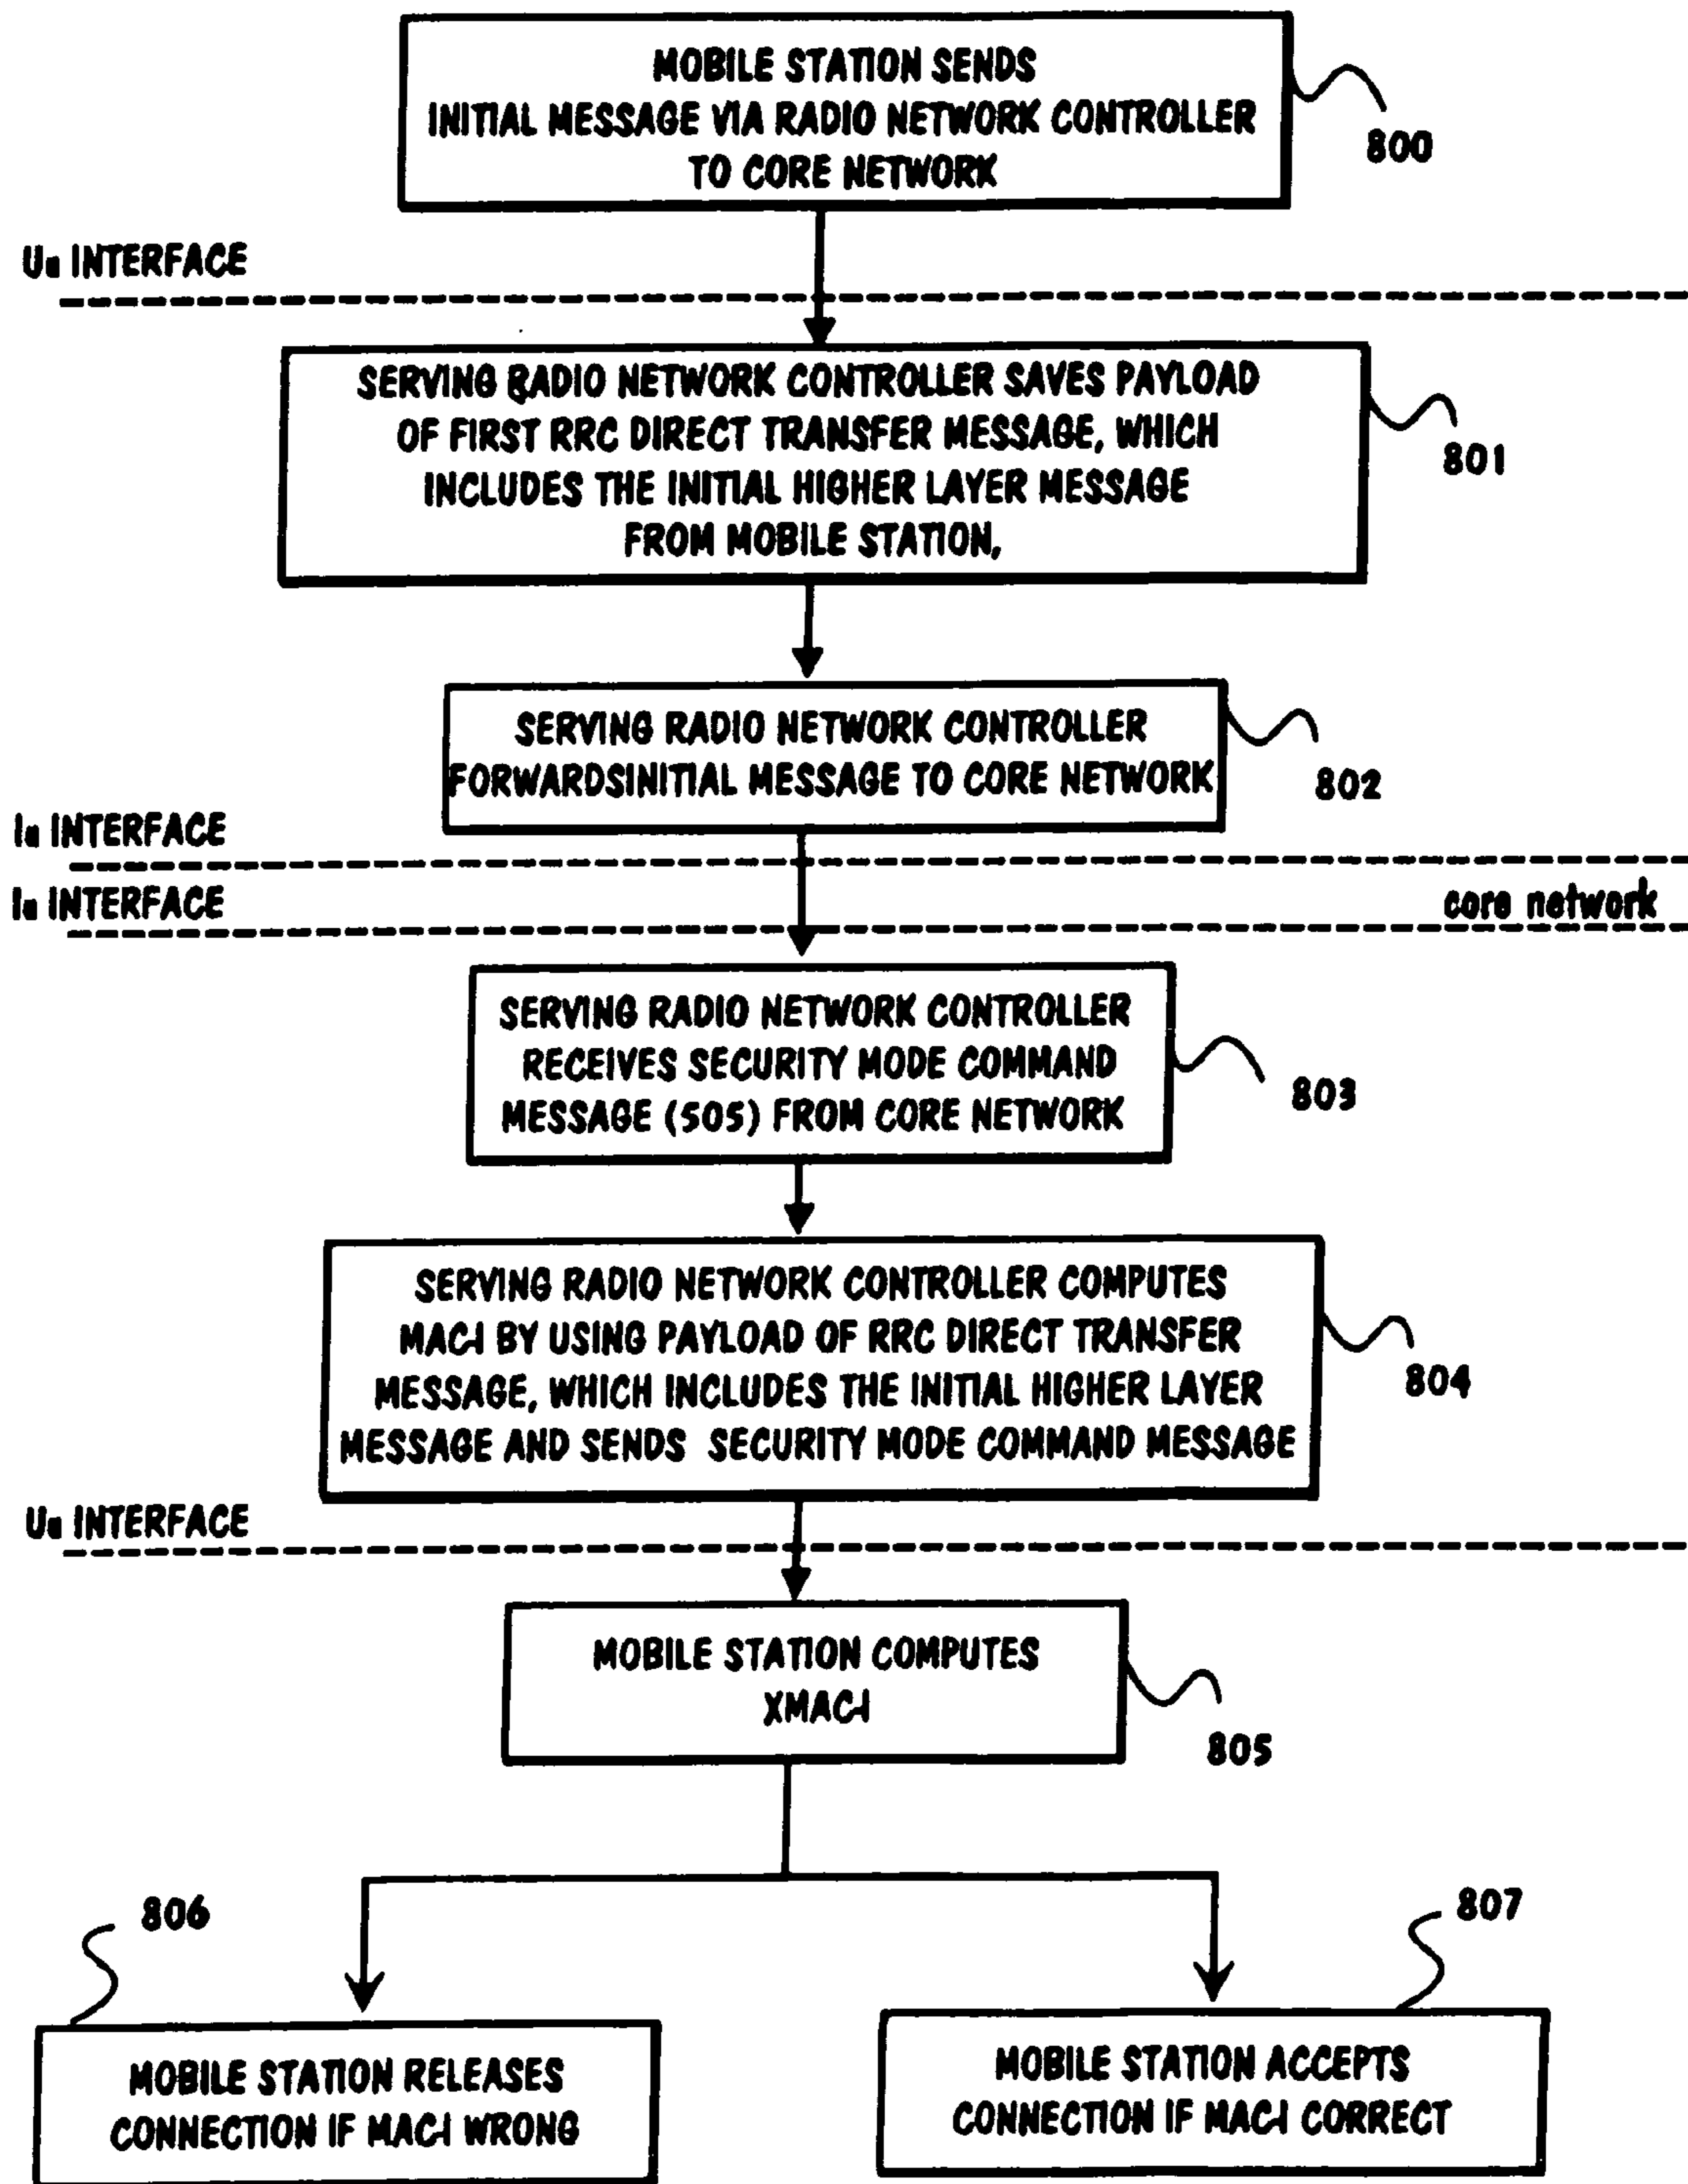 MOBILE STATION SENDS
INITIAL MESSAGE VIA RADIO NETWORK CONTROLLER
TO CORE NETWORK
800
Uu INTERFACE
SERVING RADIO NETWORK CONTROLLER SAVES PAYLOAD
OF FIRST RRC DIRECT TRANSFER MESSAGE, WHICH
INCLUDES THE INITIAL HIGHER LAYER MESSAGE
FROM MOBILE STATION,
801
SERVING RADIO NETWORK CONTROLLER
FORWARDSINITIAL MESSAGE TO CORE NETWORK
802
Iu INTERFACE
Iu INTERFACE
core network
SERVING RADIO NETWORK CONTROLLER
RECEIVES SECURITY MODE COMMAND
MESSAGE (505) FROM CORE NETWORK
803
SERVING RADIO NETWORK CONTROLLER COMPUTES
MAC-I BY USING PAYLOAD OF RRC DIRECT TRANSFER
MESSAGE, WHICH INCLUDES THE INITIAL HIGHER LAYER
MESSAGE AND SENDS SECURITY MODE COMMAND MESSAGE
804
Uu INTERFACE
MOBILE STATION COMPUTES
XMAC-I
805
806
807
MOBILE STATION RELEASES
CONNECTION IF MAC-I WRONG
MOBILE STATION ACCEPTS
CONNECTION IF MAC-I CORRECT